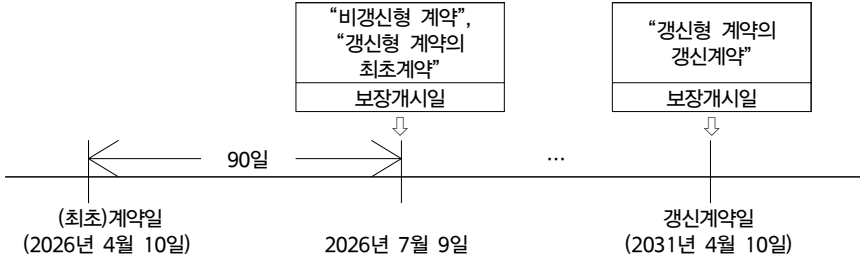 “비갱신형 계약”,
“갱신형 계약의
최초계약”
보장개시일
“갱신형 계약의
갱신계약”
보장개시일
90일
…
(최초)계약일
(2026년 4월 10일)
2026년 7월 9일
갱신계약일
(2031년 4월 10일)